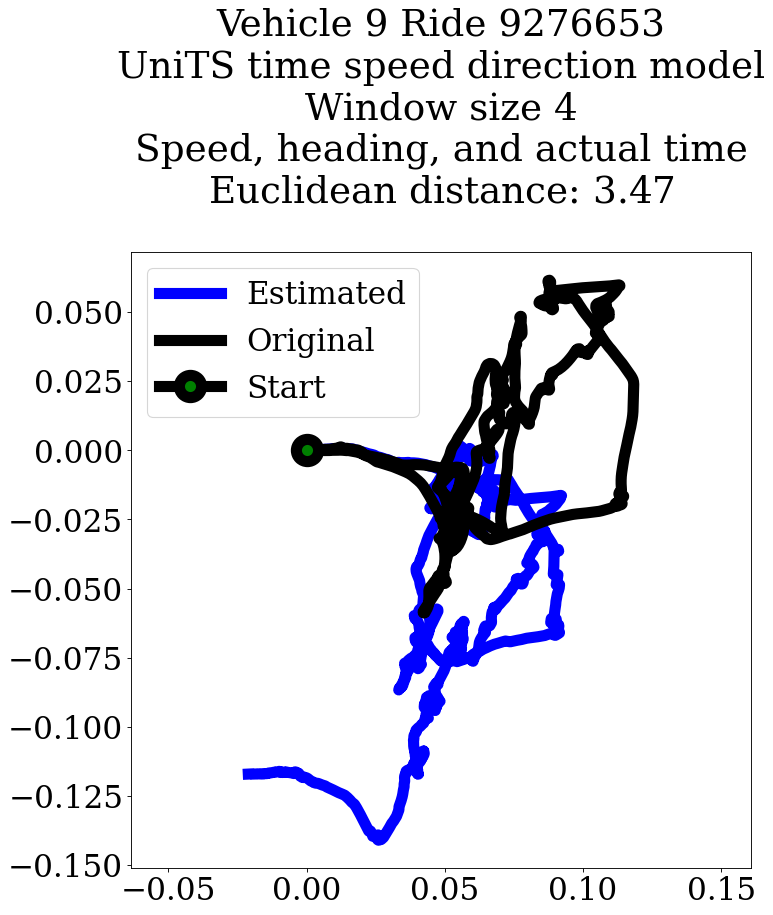 Vehicle 9 Ride 9276653
UniTS time speed direction model
Window size 4
Speed, heading, and actual time
Euclidean distance: 3.47
Estimated
Original
Start
0.050
0.025
0.000
−0.025
−0.050
−0.075
−0.100
−0.125
−0.150
−0.05 0.00 0.05 0.10 0.15